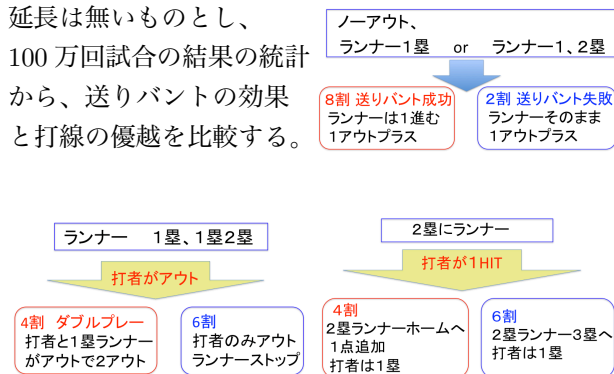 延長は無いものとし、
100 万回試合の結果の統計
から、送りバントの効果
と打線の優越を比較する。
ノーアウト、
ランナー1塁 or ランナー1、2塁
8割 送りバント成功
ランナーは1進む
1アウトプラス
2割 送りバント失敗
ランナーそのまま
1アウトプラス
ランナー 1塁、1塁2塁
打者がアウト
4割 ダブルプレー
打者と1塁ランナー
がアウトで2アウト
6割
打者のみアウト
ランナーストップ
2塁にランナー
打者が1HIT
4割
2塁ランナーホームへ
1点追加
打者は1塁
6割
2塁ランナー3塁へ
打者は1塁